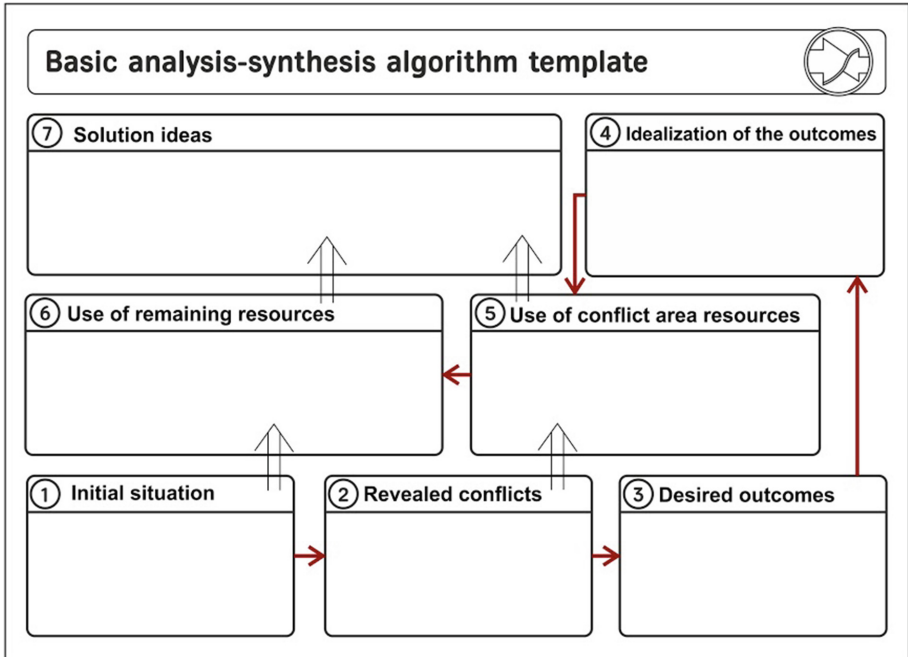 Basic analysis-synthesis algorithm template
7 Solution ideas
4 Idealization of the outcomes
6 Use of remaining resources
5 Use of conflict area resources
1 Initial situation
2 Revealed conflicts
3 Desired outcomes